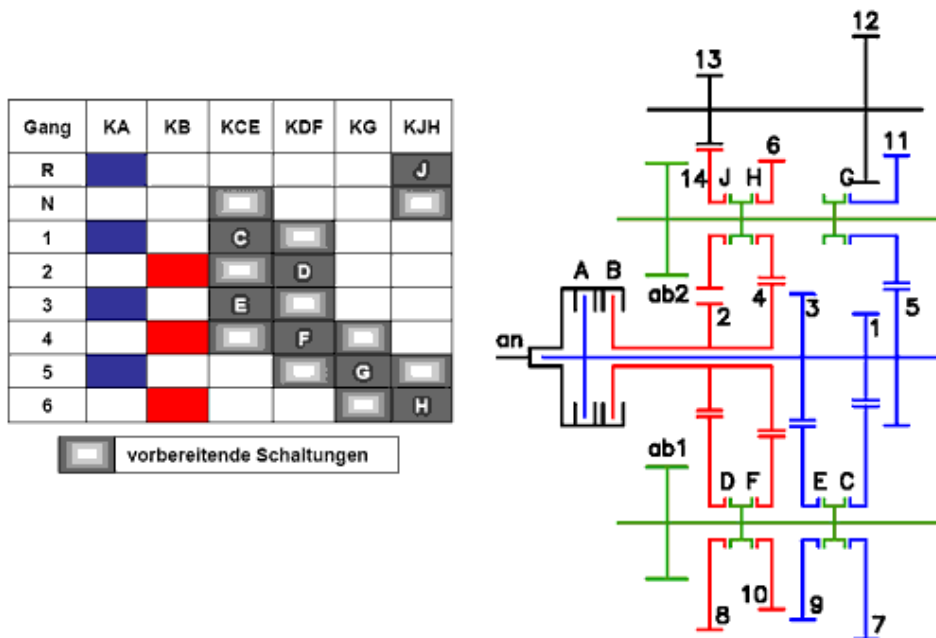 Gang KA KB KCE KDF KG KJH
R J
N
1 C
2 D
3 E
4 F
5 G
6 H
vorbereitende Schaltungen
12
13
6 11
14 J H G
A B ab2 2 4 3 1 5
an
ab1
D F E C
8 10 9 7